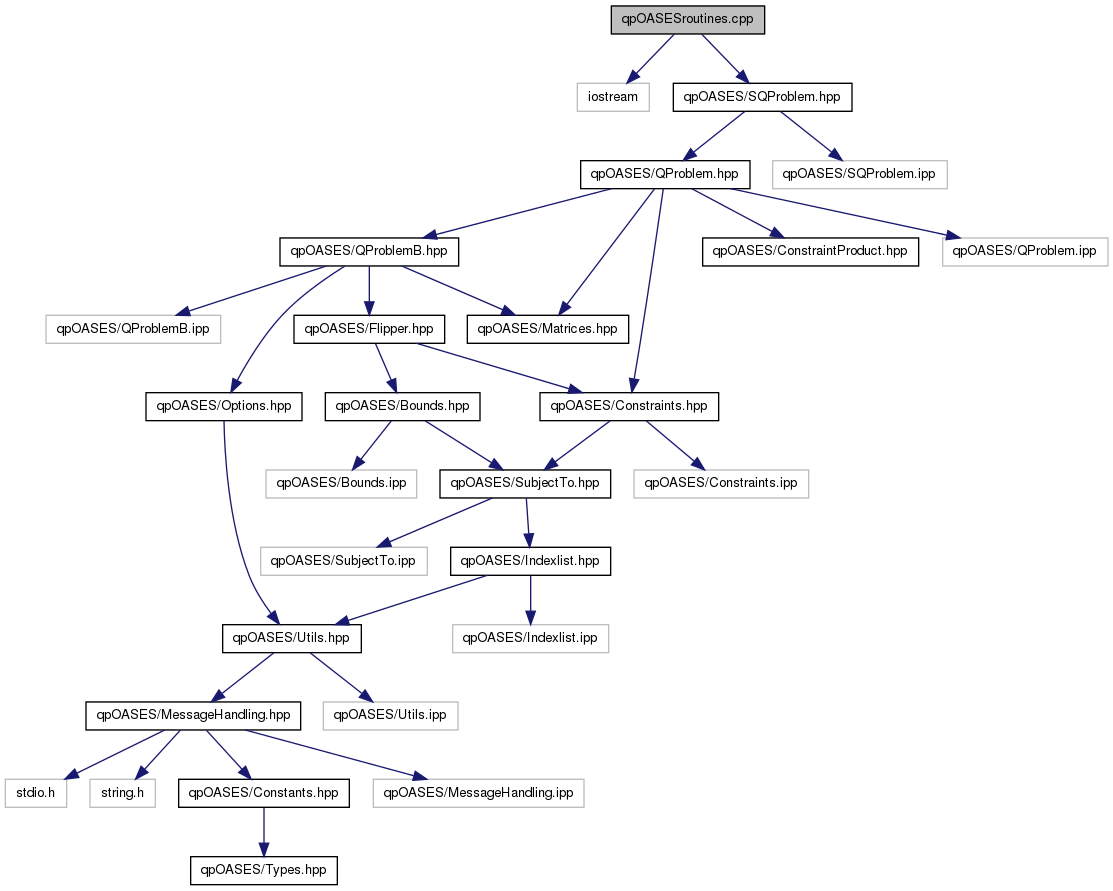 qpOASESroutines.cpp
iostream
qpOASES/SQProblem.hpp
qpOASES/QProblem.hpp
qpOASES/SQProblem.ipp
qpOASES/QProblemB.hpp
qpOASES/ConstraintProduct.hpp
qpOASES/QProblem.ipp
qpOASES/QProblemB.ipp
qpOASES/Flipper.hpp
qpOASES/Matrices.hpp
qpOASES/Options.hpp
qpOASES/Bounds.hpp
qpOASES/Constraints.hpp
qpOASES/Bounds.ipp
qpOASES/SubjectTo.hpp
qpOASES/Constraints.ipp
qpOASES/SubjectTo.ipp
qpOASES/Indexlist.hpp
qpOASES/Utils.hpp
qpOASES/Indexlist.ipp
qpOASES/MessageHandling.hpp
qpOASES/Utils.ipp
stdio.h
string.h
qpOASES/Constants.hpp
qpOASES/MessageHandling.ipp
qpOASES/Types.hpp